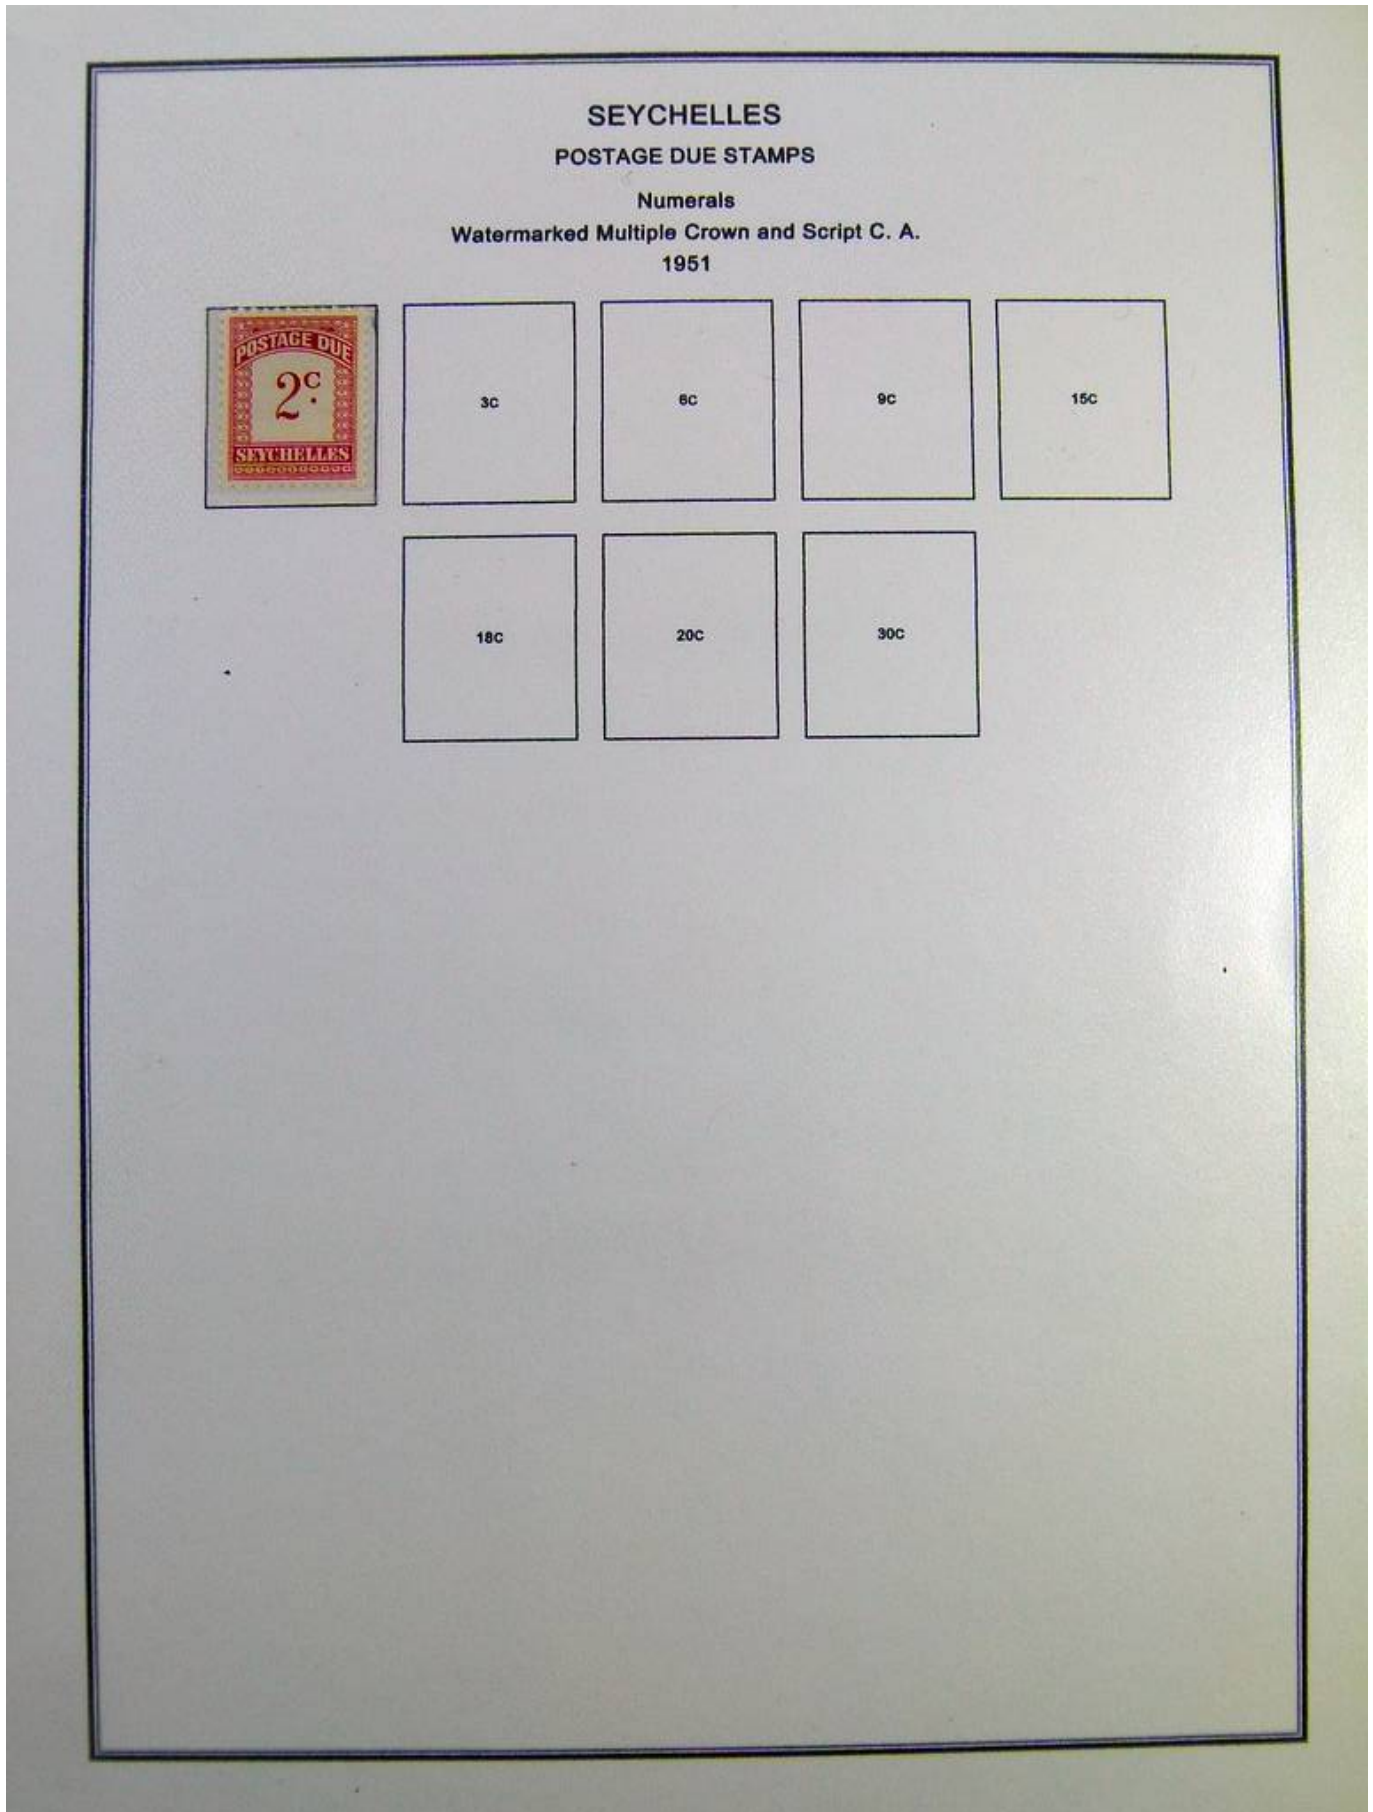 SEYCHELLES
POSTAGE DUE STAMPS
Numerals
Watermarked Multiple Crown and Script C. A.
1951
POSTAGE DUE
2c.
SEYCHELLES
3C
6C
9C
15C
18C
20C
30C